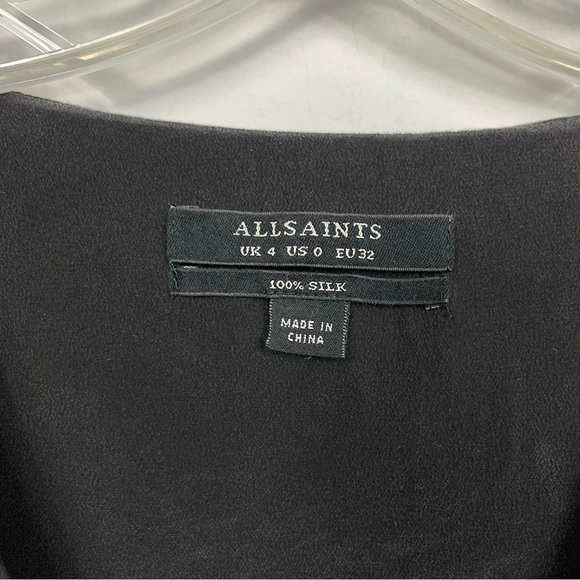 ALLSAINTS
UK 4 US 0 EU 32
100% SILK
MADE IN
CHINA